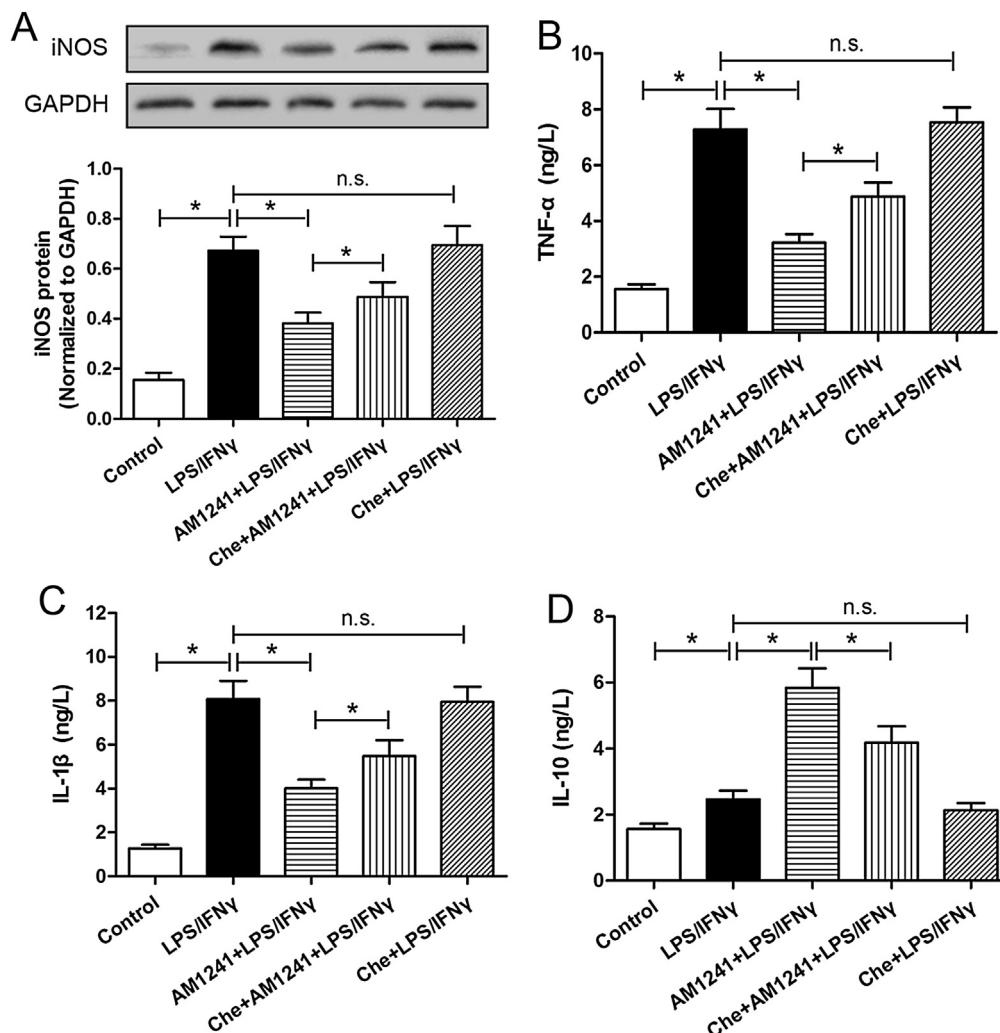 A
iNOS
GAPDH
iNOS protein
(Normalized to GAPDH)
1.0
0.8
0.6
0.4
0.2
0.0
*
*
*
n.s.
Control
LPS/IFNγ
AM1241+LPS/IFNγ
Che+AM1241+LPS/IFNγ
Che+LPS/IFNγ
B
TNF-α (ng/L)
10
8
6
4
2
0
*
*
*
n.s.
Control
LPS/IFNγ
AM1241+LPS/IFNγ
Che+AM1241+LPS/IFNγ
Che+LPS/IFNγ
C
IL-1β (ng/L)
12
10
8
6
4
2
0
*
*
*
n.s.
Control
LPS/IFNγ
AM1241+LPS/IFNγ
Che+AM1241+LPS/IFNγ
Che+LPS/IFNγ
D
IL-10 (ng/L)
8
6
4
2
0
*
*
*
n.s.
Control
LPS/IFNγ
AM1241+LPS/IFNγ
Che+AM1241+LPS/IFNγ
Che+LPS/IFNγ